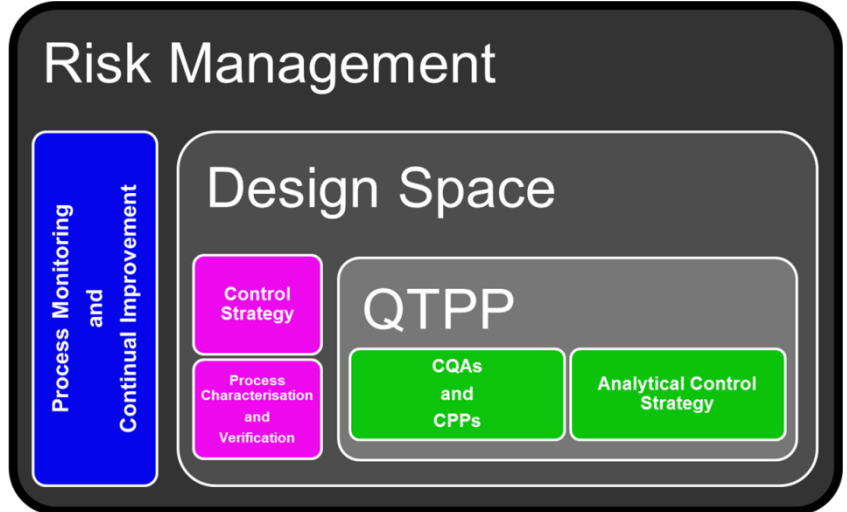 Risk Management
Process Monitoring
and
Continual Improvement
Design Space
Control
Strategy
Process
Characterisation
and
Verification
QTPP
CQAs
and
CPPs
Analytical Control
Strategy